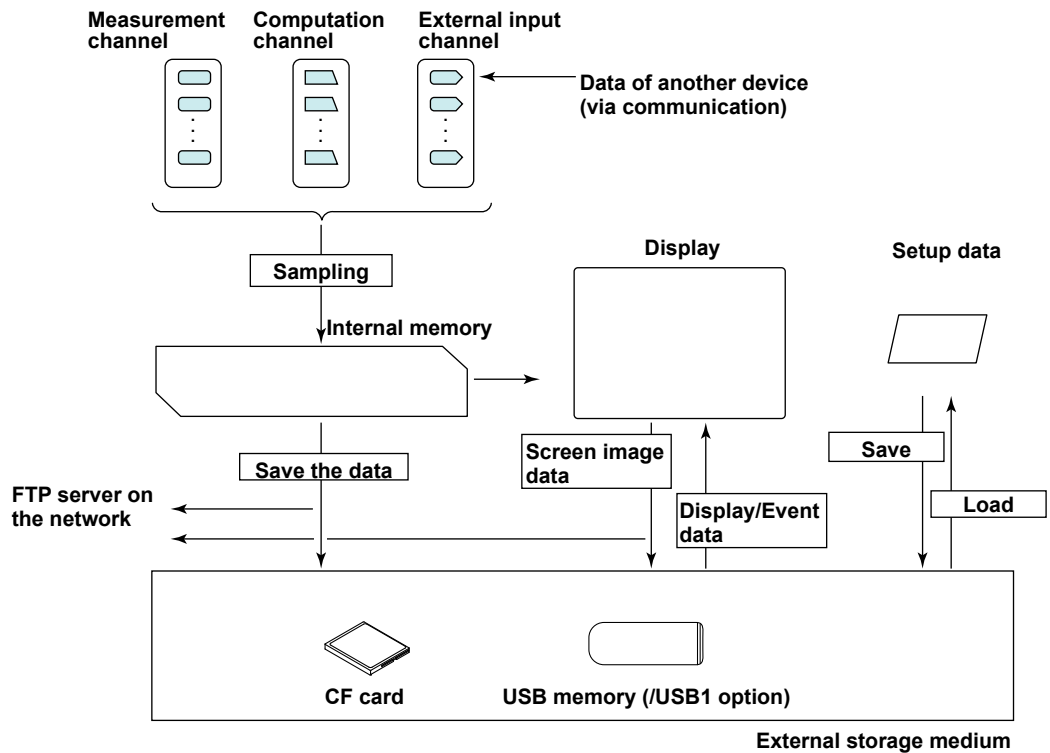 Measurement
channel
Computation
channel
External input
channel
Data of another device
(via communication)
Sampling
Display
Setup data
Internal memory
Save the data
Screen image
data
Save
FTP server on
the network
Display/Event
data
Load
CF card
USB memory (/USB1 option)
External storage medium